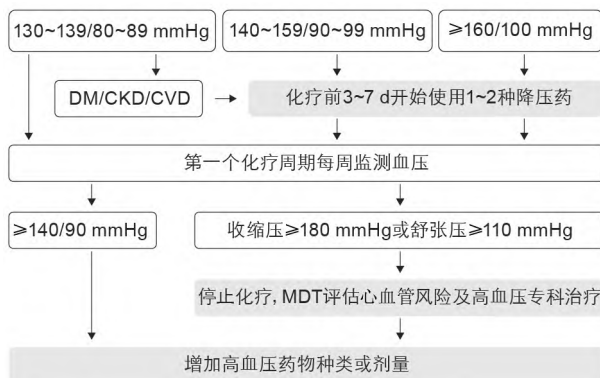 130~139/80~89 mmHg
140~159/90~99 mmHg
≥160/100 mmHg
DM/CKD/CVD
化疗前3~7 d开始使用1~2种降压药
第一个化疗周期每周监测血压
≥140/90 mmHg
收缩压≥180 mmHg或舒张压≥110 mmHg
停止化疗, MDT评估心血管风险及高血压专科治疗
增加高血压药物种类或剂量